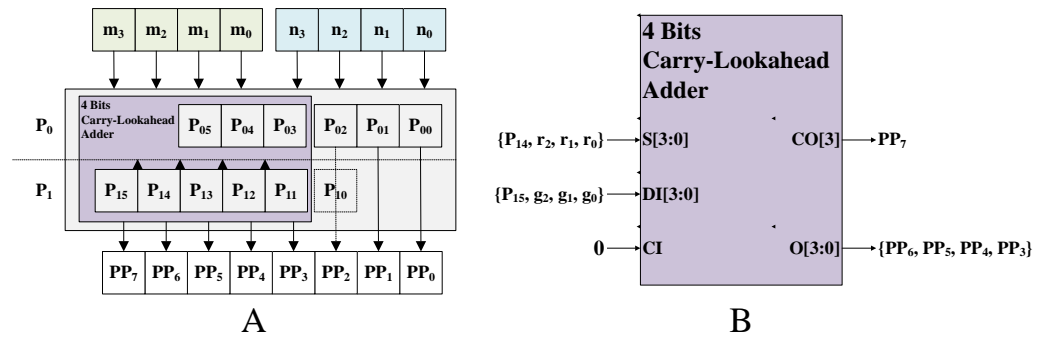 m₃ m₂ m₁ m₀ n₃ n₂ n₁ n₀
4 Bits
Carry-Lookahead
Adder
P₀ P₀₅ P₀₄ P₀₃ P₀₂ P₀₁ P₀₀
P₁ P₁₅ P₁₄ P₁₃ P₁₂ P₁₁ P₁₀
PP₇ PP₆ PP₅ PP₄ PP₃ PP₂ PP₁ PP₀
A
4 Bits
Carry-Lookahead
Adder
{P₁₄, r₂, r₁, r₀} S[3:0] CO[3] PP₇
{P₁₅, g₂, g₁, g₀} DI[3:0]
0 CI O[3:0] {PP₆, PP₅, PP₄, PP₃}
B